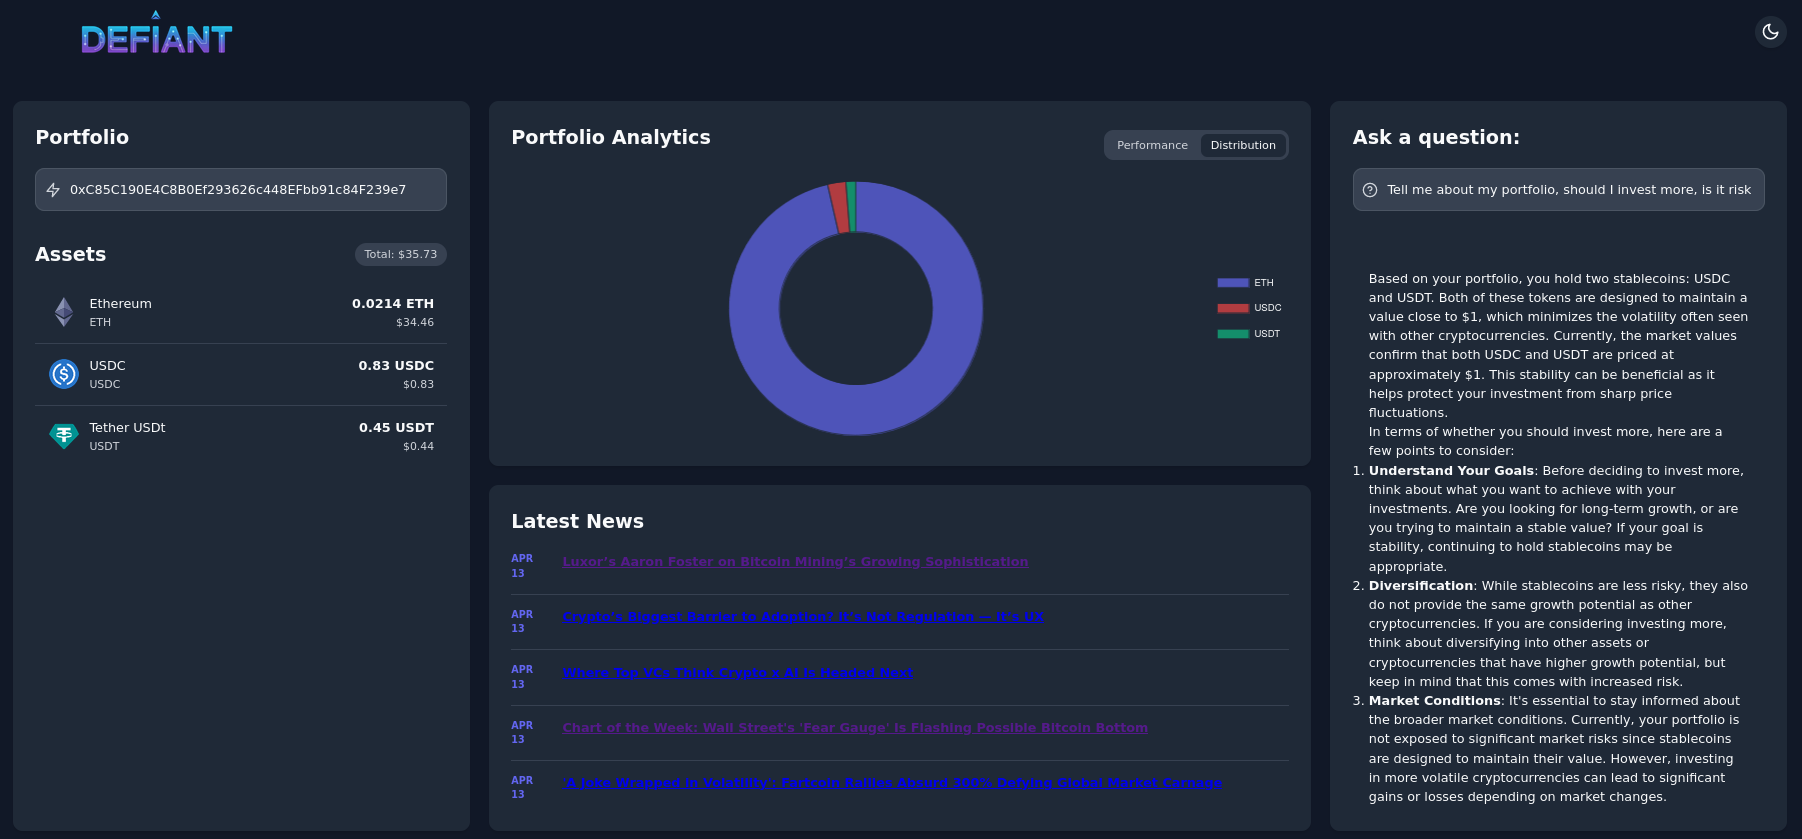 DEFIANT
Portfolio
0xC85C190E4C8B0Ef293626c448EFbb91c84F239e7
Assets
Total: $35.73
Ethereum
0.0214 ETH
ETH
$34.46
USDC
0.83 USDC
USDC
$0.83
Tether USDt
0.45 USDT
USDT
$0.44
Portfolio Analytics
Performance
Distribution
ETH
USDC
USDT
Latest News
APR
13
Luxor’s Aaron Foster on Bitcoin Mining’s Growing Sophistication
APR
13
Crypto’s Biggest Barrier to Adoption? It’s Not Regulation — It’s UX
APR
13
Where Top VCs Think Crypto x AI Is Headed Next
APR
13
Chart of the Week: Wall Street's 'Fear Gauge' Is Flashing Possible Bitcoin Bottom
APR
13
'A Joke Wrapped in Volatility': Fartcoin Rallies Absurd 300% Defying Global Market Carnage
Ask a question:
Tell me about my portfolio, should I invest more, is it risk
Based on your portfolio, you hold two stablecoins: USDC
and USDT. Both of these tokens are designed to maintain a
value close to $1, which minimizes the volatility often seen
with other cryptocurrencies. Currently, the market values
confirm that both USDC and USDT are priced at
approximately $1. This stability can be beneficial as it
helps protect your investment from sharp price
fluctuations.
In terms of whether you should invest more, here are a
few points to consider:
1. Understand Your Goals: Before deciding to invest more,
think about what you want to achieve with your
investments. Are you looking for long-term growth, or are
you trying to maintain a stable value? If your goal is
stability, continuing to hold stablecoins may be
appropriate.
2. Diversification: While stablecoins are less risky, they also
do not provide the same growth potential as other
cryptocurrencies. If you are considering investing more,
think about diversifying into other assets or
cryptocurrencies that have higher growth potential, but
keep in mind that this comes with increased risk.
3. Market Conditions: It's essential to stay informed about
the broader market conditions. Currently, your portfolio is
not exposed to significant market risks since stablecoins
are designed to maintain their value. However, investing
in more volatile cryptocurrencies can lead to significant
gains or losses depending on market changes.